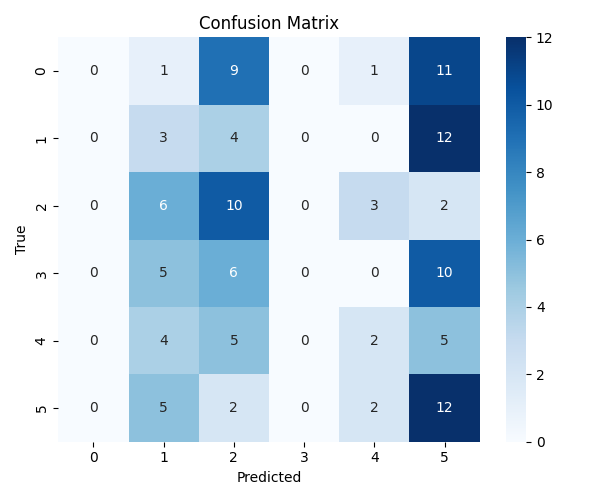 Confusion Matrix
True
0 0 1 9 0 1 11
1 0 3 4 0 0 12
2 0 6 10 0 3 2
3 0 5 6 0 0 10
4 0 4 5 0 2 5
5 0 5 2 0 2 12
0 1 2 3 4 5
Predicted
12
10
8
6
4
2
0